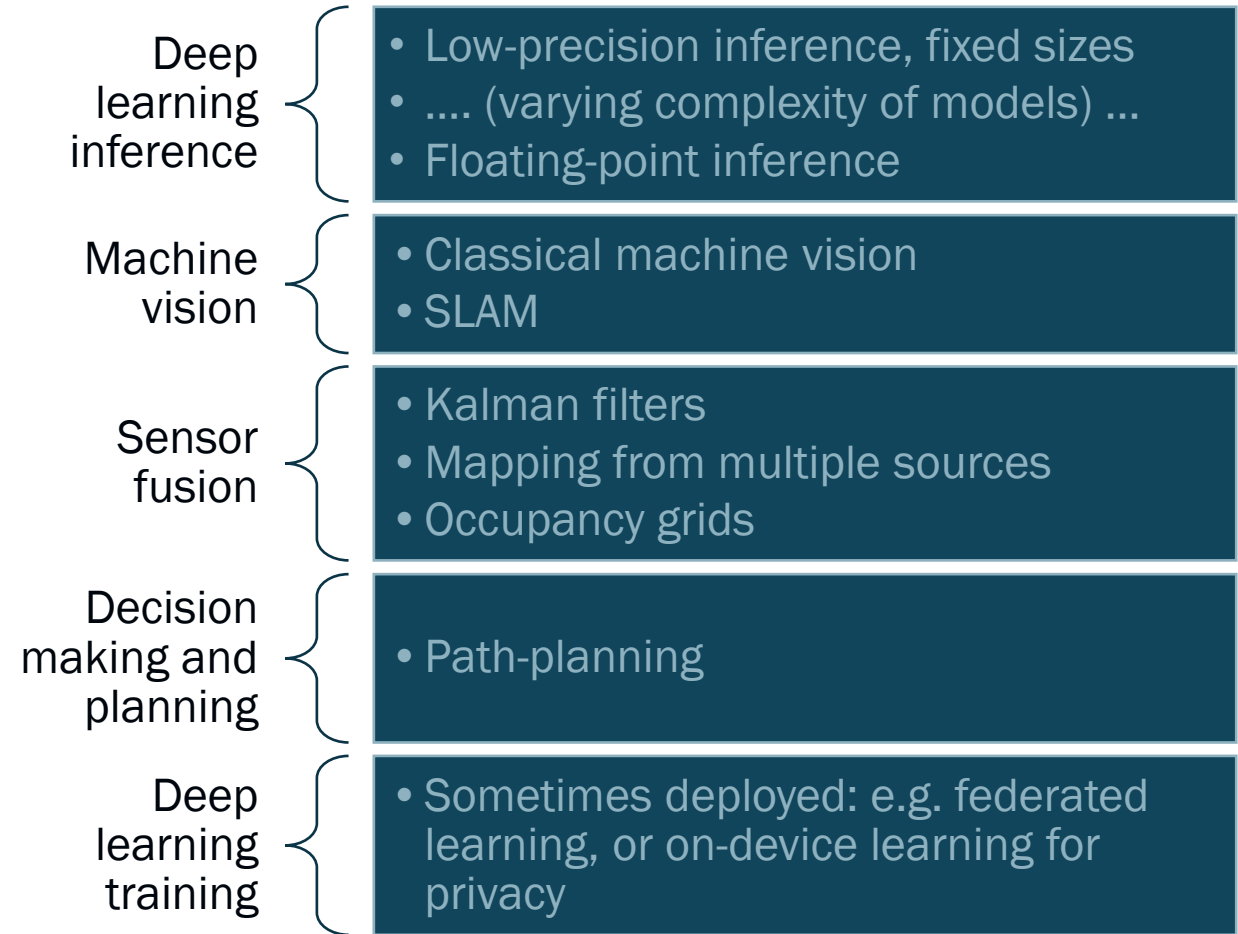 Deep
learning
inference
• Low-precision inference, fixed sizes
• .... (varying complexity of models) ...
• Floating-point inference
Machine
vision
• Classical machine vision
• SLAM
Sensor
fusion
• Kalman filters
• Mapping from multiple sources
• Occupancy grids
Decision
making and
planning
• Path-planning
Deep
learning
training
• Sometimes deployed: e.g. federated
learning, or on-device learning for
privacy